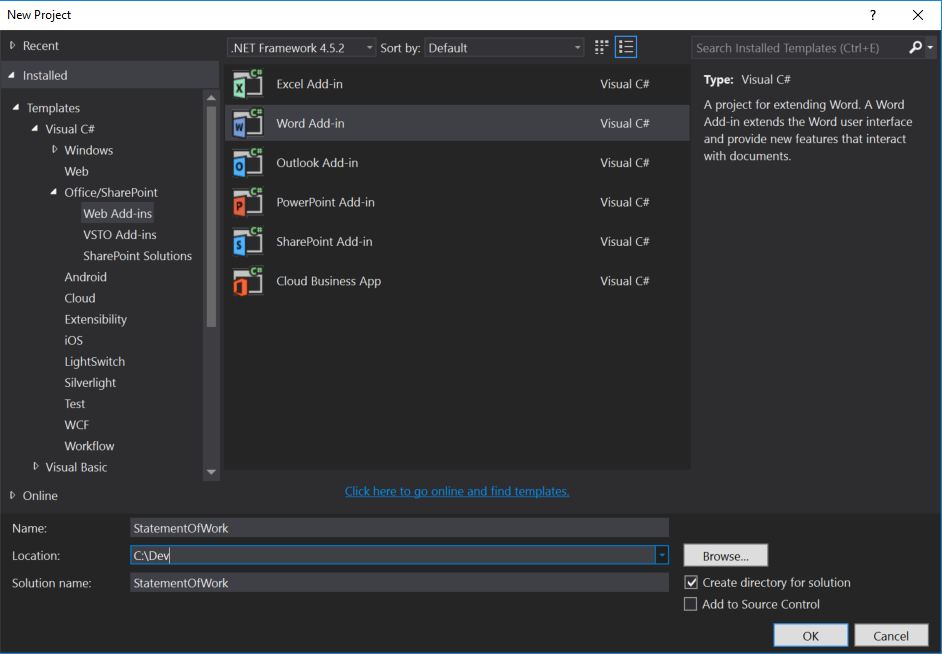 New Project
?
Recent
.NET Framework 4.5.2 Sort by: Default
Search Installed Templates (Ctrl+E)
Installed
Templates
Visual C#
Windows
Web
Office/SharePoint
Web Add-ins
VSTO Add-ins
SharePoint Solutions
Android
Cloud
Extensibility
iOS
LightSwitch
Silverlight
Test
WCF
Workflow
Visual Basic
Online
Excel Add-in Visual C#
Word Add-in Visual C#
Outlook Add-in Visual C#
PowerPoint Add-in Visual C#
SharePoint Add-in Visual C#
Cloud Business App Visual C#
Click here to go online and find templates.
Type: Visual C#
A project for extending Word. A Word
Add-in extends the Word user interface
and provide new features that interact
with documents.
Name: StatementOfWork
Location: C:\Dev
Browse...
Solution name: StatementOfWork
Create directory for solution
Add to Source Control
OK
Cancel